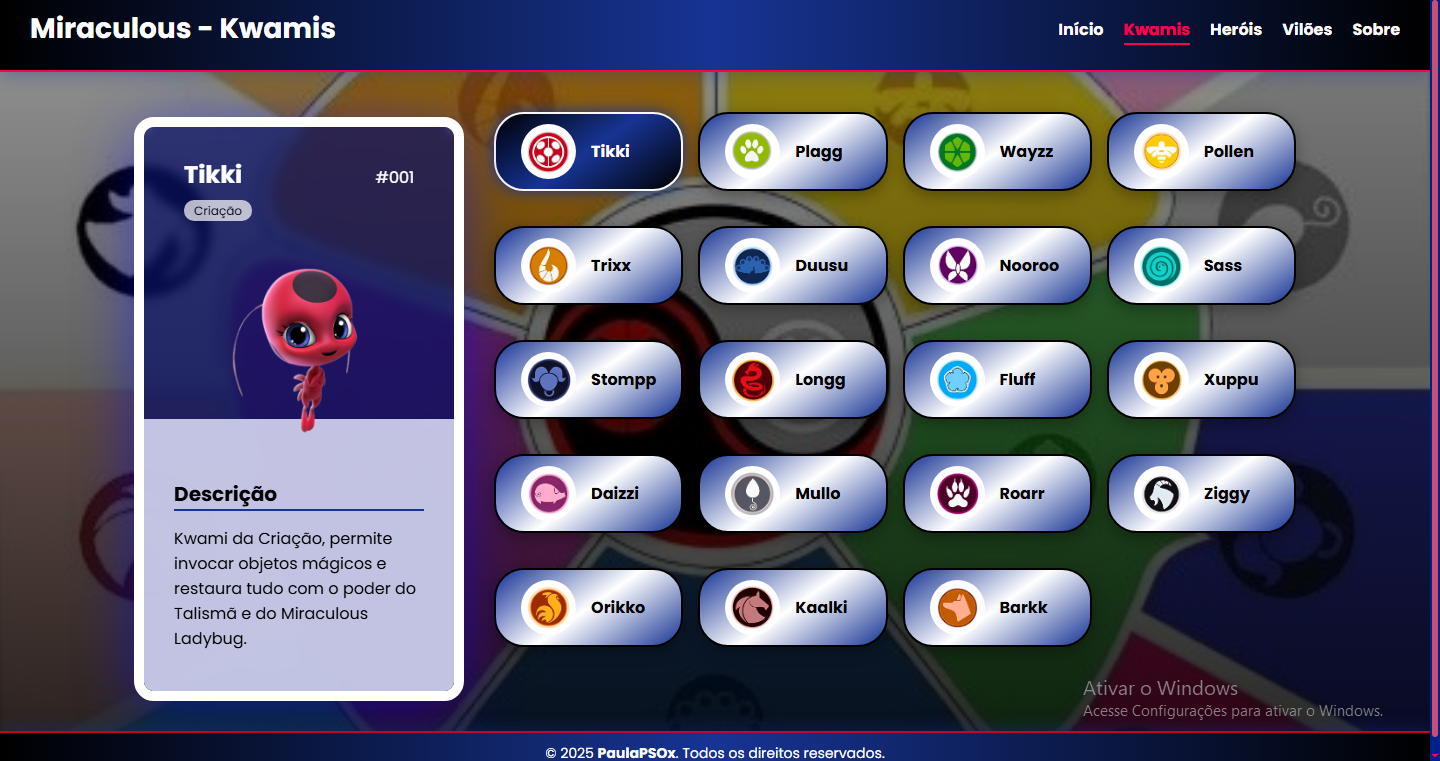 Miraculous - Kwamis
Início Kwamis Heróis Vilões Sobre
Tikki
#001
Criação
Descrição
Kwami da Criação, permite
invocar objetos mágicos e
restaura tudo com o poder do
Talismã e do Miraculous
Ladybug.
Tikki Plagg Wayzz Pollen
Trixx Duusu Nooroo Sass
Stompp Longg Fluff Xuppu
Daizzi Mullo Roarr Ziggy
Orikko Kaalki Barkk
Ativar o Windows
Acesse Configurações para ativar o Windows.
© 2025 PaulaPSOx. Todos os direitos reservados.